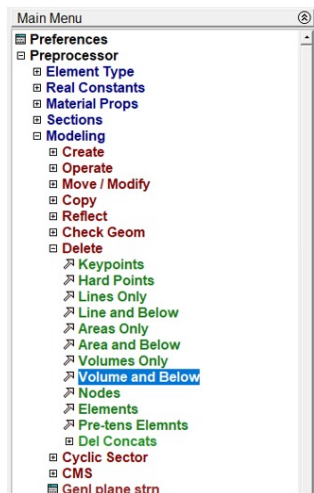 Main Menu
Preferences
Preprocessor
Element Type
Real Constants
Material Props
Sections
Modeling
Create
Operate
Move / Modify
Copy
Reflect
Check Geom
Delete
Keypoints
Hard Points
Lines Only
Line and Below
Areas Only
Area and Below
Volumes Only
Volume and Below
Nodes
Elements
Pre-tens Elemnts
Del Concats
Cyclic Sector
CMS
Genl plane strn